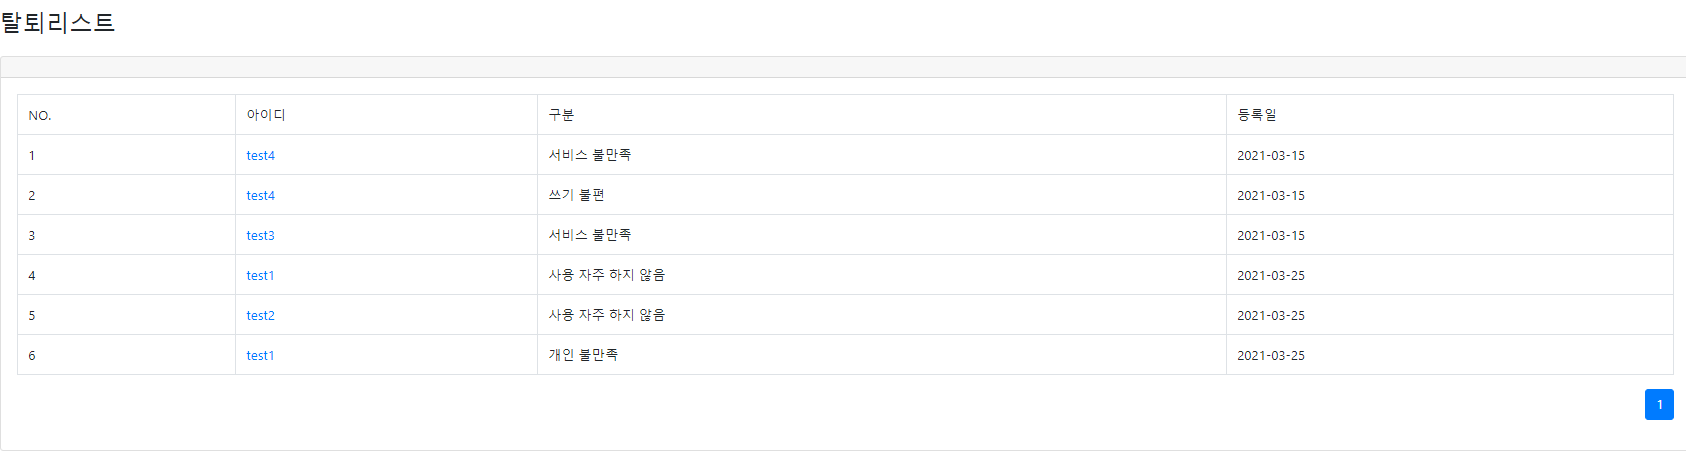 탈퇴리스트
NO. 아이디 구분 등록일
1 test4 서비스 불만족 2021-03-15
2 test4 쓰기 불편 2021-03-15
3 test3 서비스 불만족 2021-03-15
4 test1 사용 자주 하지 않음 2021-03-25
5 test2 사용 자주 하지 않음 2021-03-25
6 test1 개인 불만족 2021-03-25
1